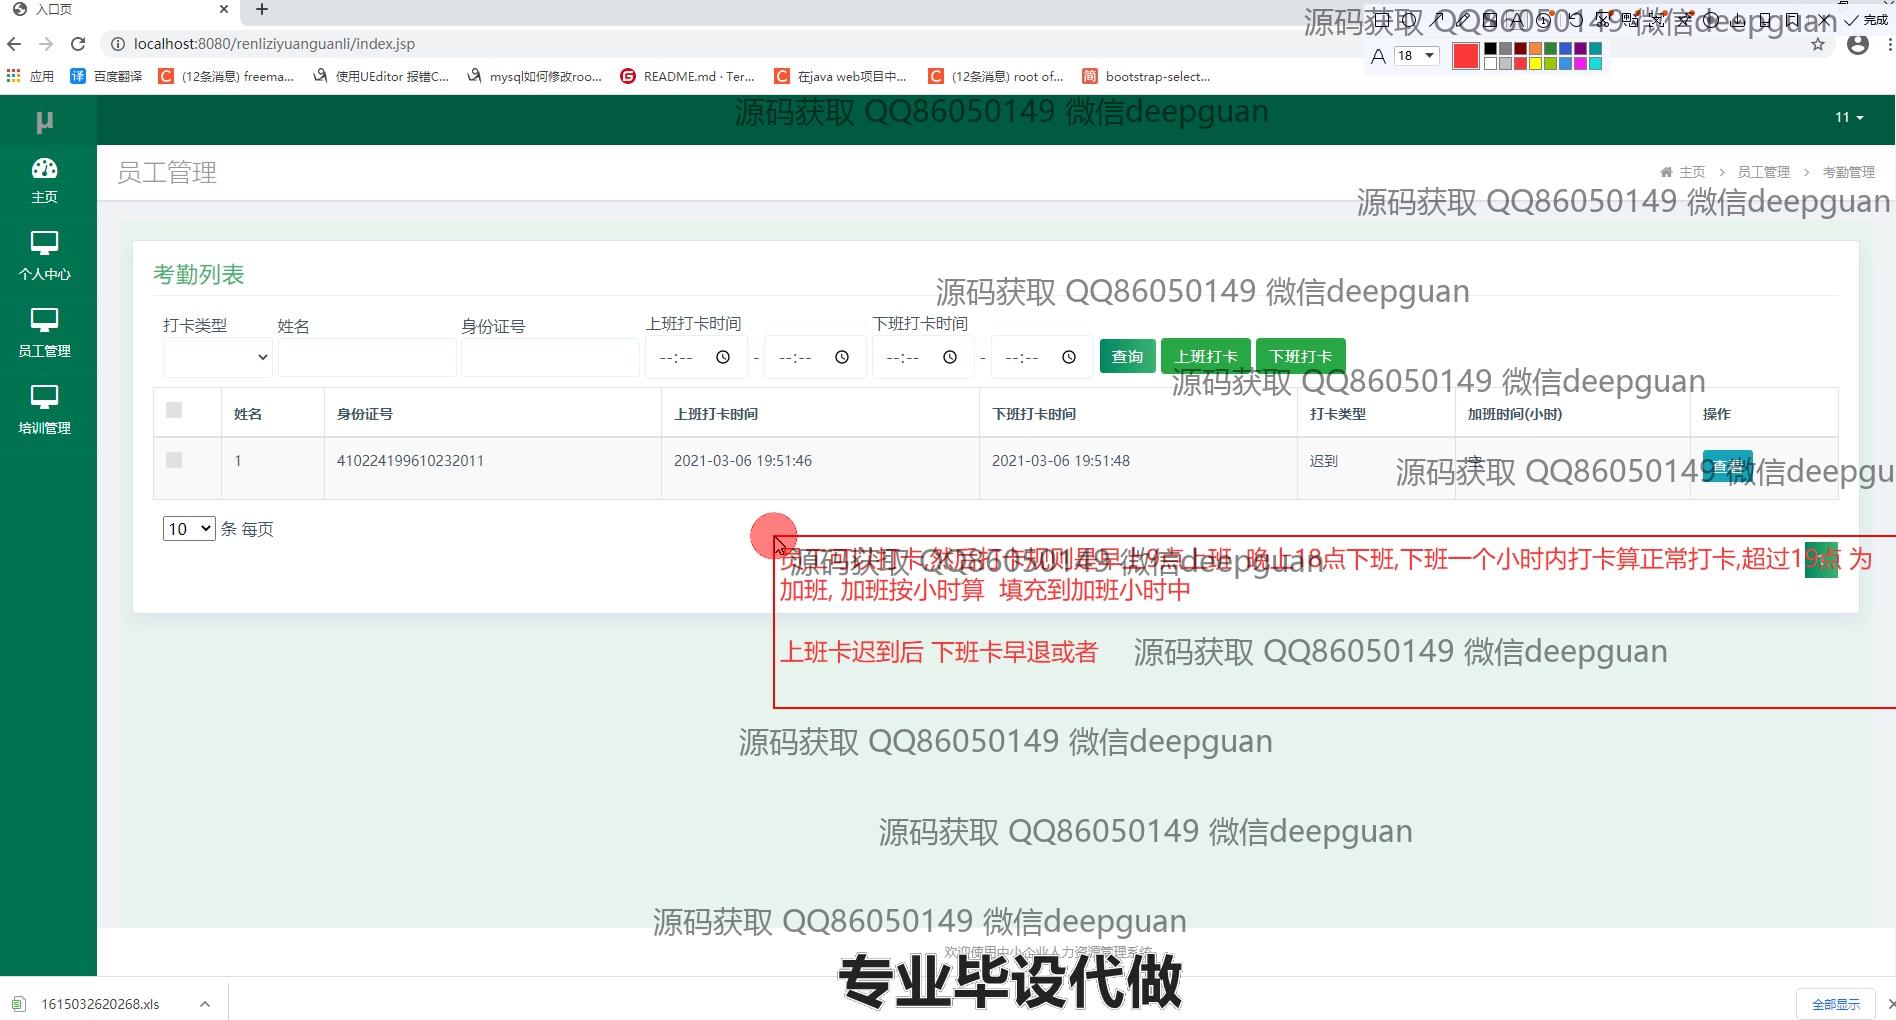 入口页
源码获取 QQ86050149 微信deepguan
完成
localhost:8080/renliziyuanguanli/index.jsp
A 18
应用 百度翻译 (12条消息) freema... 使用UEditor 报错C... mysql如何修改roo... README.md · Ter... 在java web项目中... (12条消息) root of... bootstrap-select...
μ
源码获取 QQ86050149 微信deepguan
11
主页
员工管理
主页 > 员工管理 > 考勤管理
源码获取 QQ86050149 微信deepguan
个人中心
员工管理
培训管理
考勤列表
源码获取 QQ86050149 微信deepguan
打卡类型 姓名 身份证号 上班打卡时间 下班打卡时间
--:-- - --:-- --:-- - --:-- 查询 上班打卡 下班打卡
源码获取 QQ86050149 微信deepguan
姓名 身份证号 上班打卡时间 下班打卡时间 打卡类型 加班时间(小时) 操作
1 410224199610232011 2021-03-06 19:51:46 2021-03-06 19:51:48 迟到 查看
源码获取 QQ86050149 微信deepgu
10 条 每页
员工可以打卡,然后打卡规则是早上9点上班 晚上18点下班,下班一个小时内打卡算正常打卡,超过19点 为
源码获取 QQ86050149 微信deepguan
加班, 加班按小时算 填充到加班小时中
上班卡迟到后 下班卡早退或者
源码获取 QQ86050149 微信deepguan
源码获取 QQ86050149 微信deepguan
源码获取 QQ86050149 微信deepguan
源码获取 QQ86050149 微信deepguan
欢迎使用中小企业人力资源管理系统
专业毕设代做
1615032620268.xls
全部显示